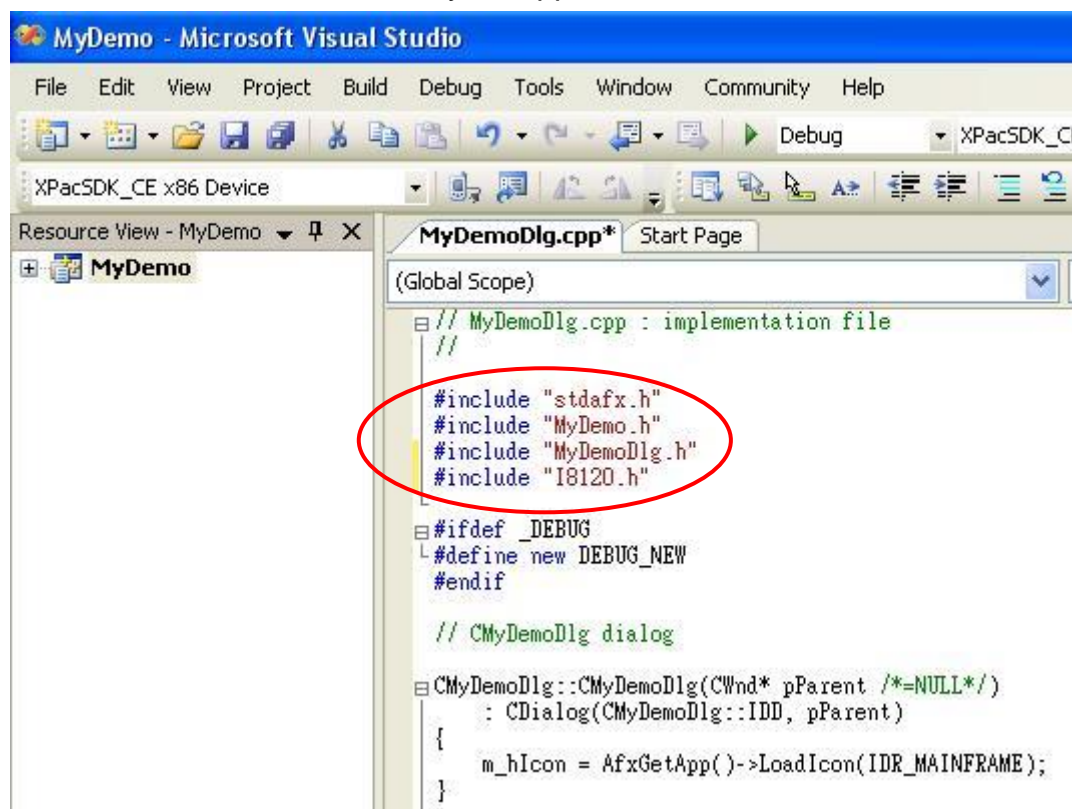 MyDemo - Microsoft Visual Studio
File Edit View Project Build Debug Tools Window Community Help
Debug XPacSDK_C
XPacSDK_CE x86 Device
Resource View - MyDemo
MyDemoDlg.cpp* Start Page
MyDemo
(Global Scope)
// MyDemoDlg.cpp : implementation file
//
#include "stdafx.h"
#include "MyDemo.h"
#include "MyDemoDlg.h"
#include "I8120.h"
#ifdef _DEBUG
#define new DEBUG_NEW
#endif
// CMyDemoDlg dialog
CMyDemoDlg::CMyDemoDlg(CWnd* pParent /*=NULL*/)
: CDialog(CMyDemoDlg::IDD, pParent)
{
m_hIcon = AfxGetApp()->LoadIcon(IDR_MAINFRAME);
}